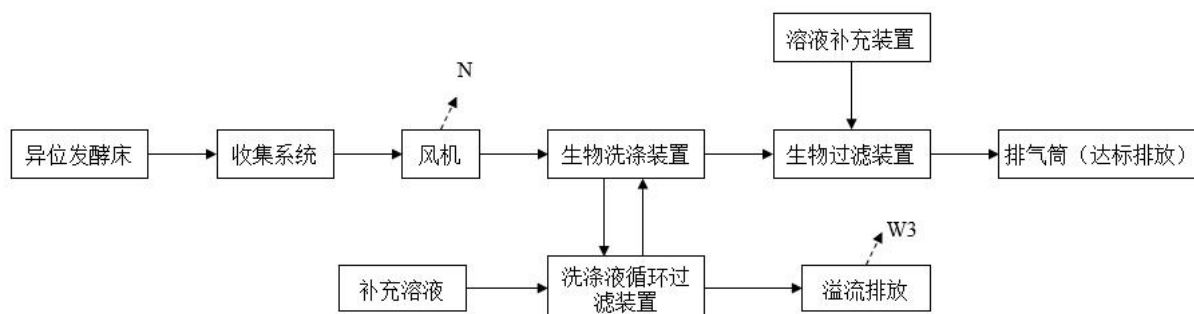 溶液补充装置
N
异位发酵床
收集系统
风机
生物洗涤装置
生物过滤装置
排气筒（达标排放）
W3
补充溶液
洗涤液循环过
滤装置
溢流排放